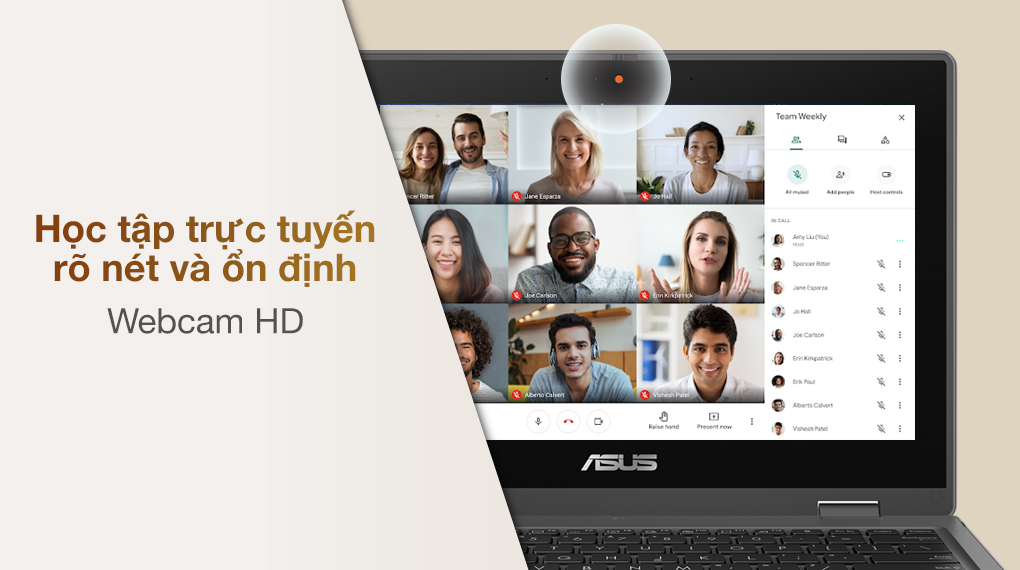 Học tập trực tuyến
rõ nét và ổn định
Webcam HD
Team Weekly
All muted
Add people
Host controls
IN CALL
Amy Liu (You)
Host
Spencer Ritter
Jane Esparza
Jo Hall
Joe Carlson
Erin Kirkpatrick
Erik Paul
Alberto Calvert
Vishesh Patel
Ritter
Jane Esparza
Jo Hall
Joe Carlson
Erin Kirkpatrick
Alberto Calvert
Vishesh Patel
Raise hand
Present now
ASUS